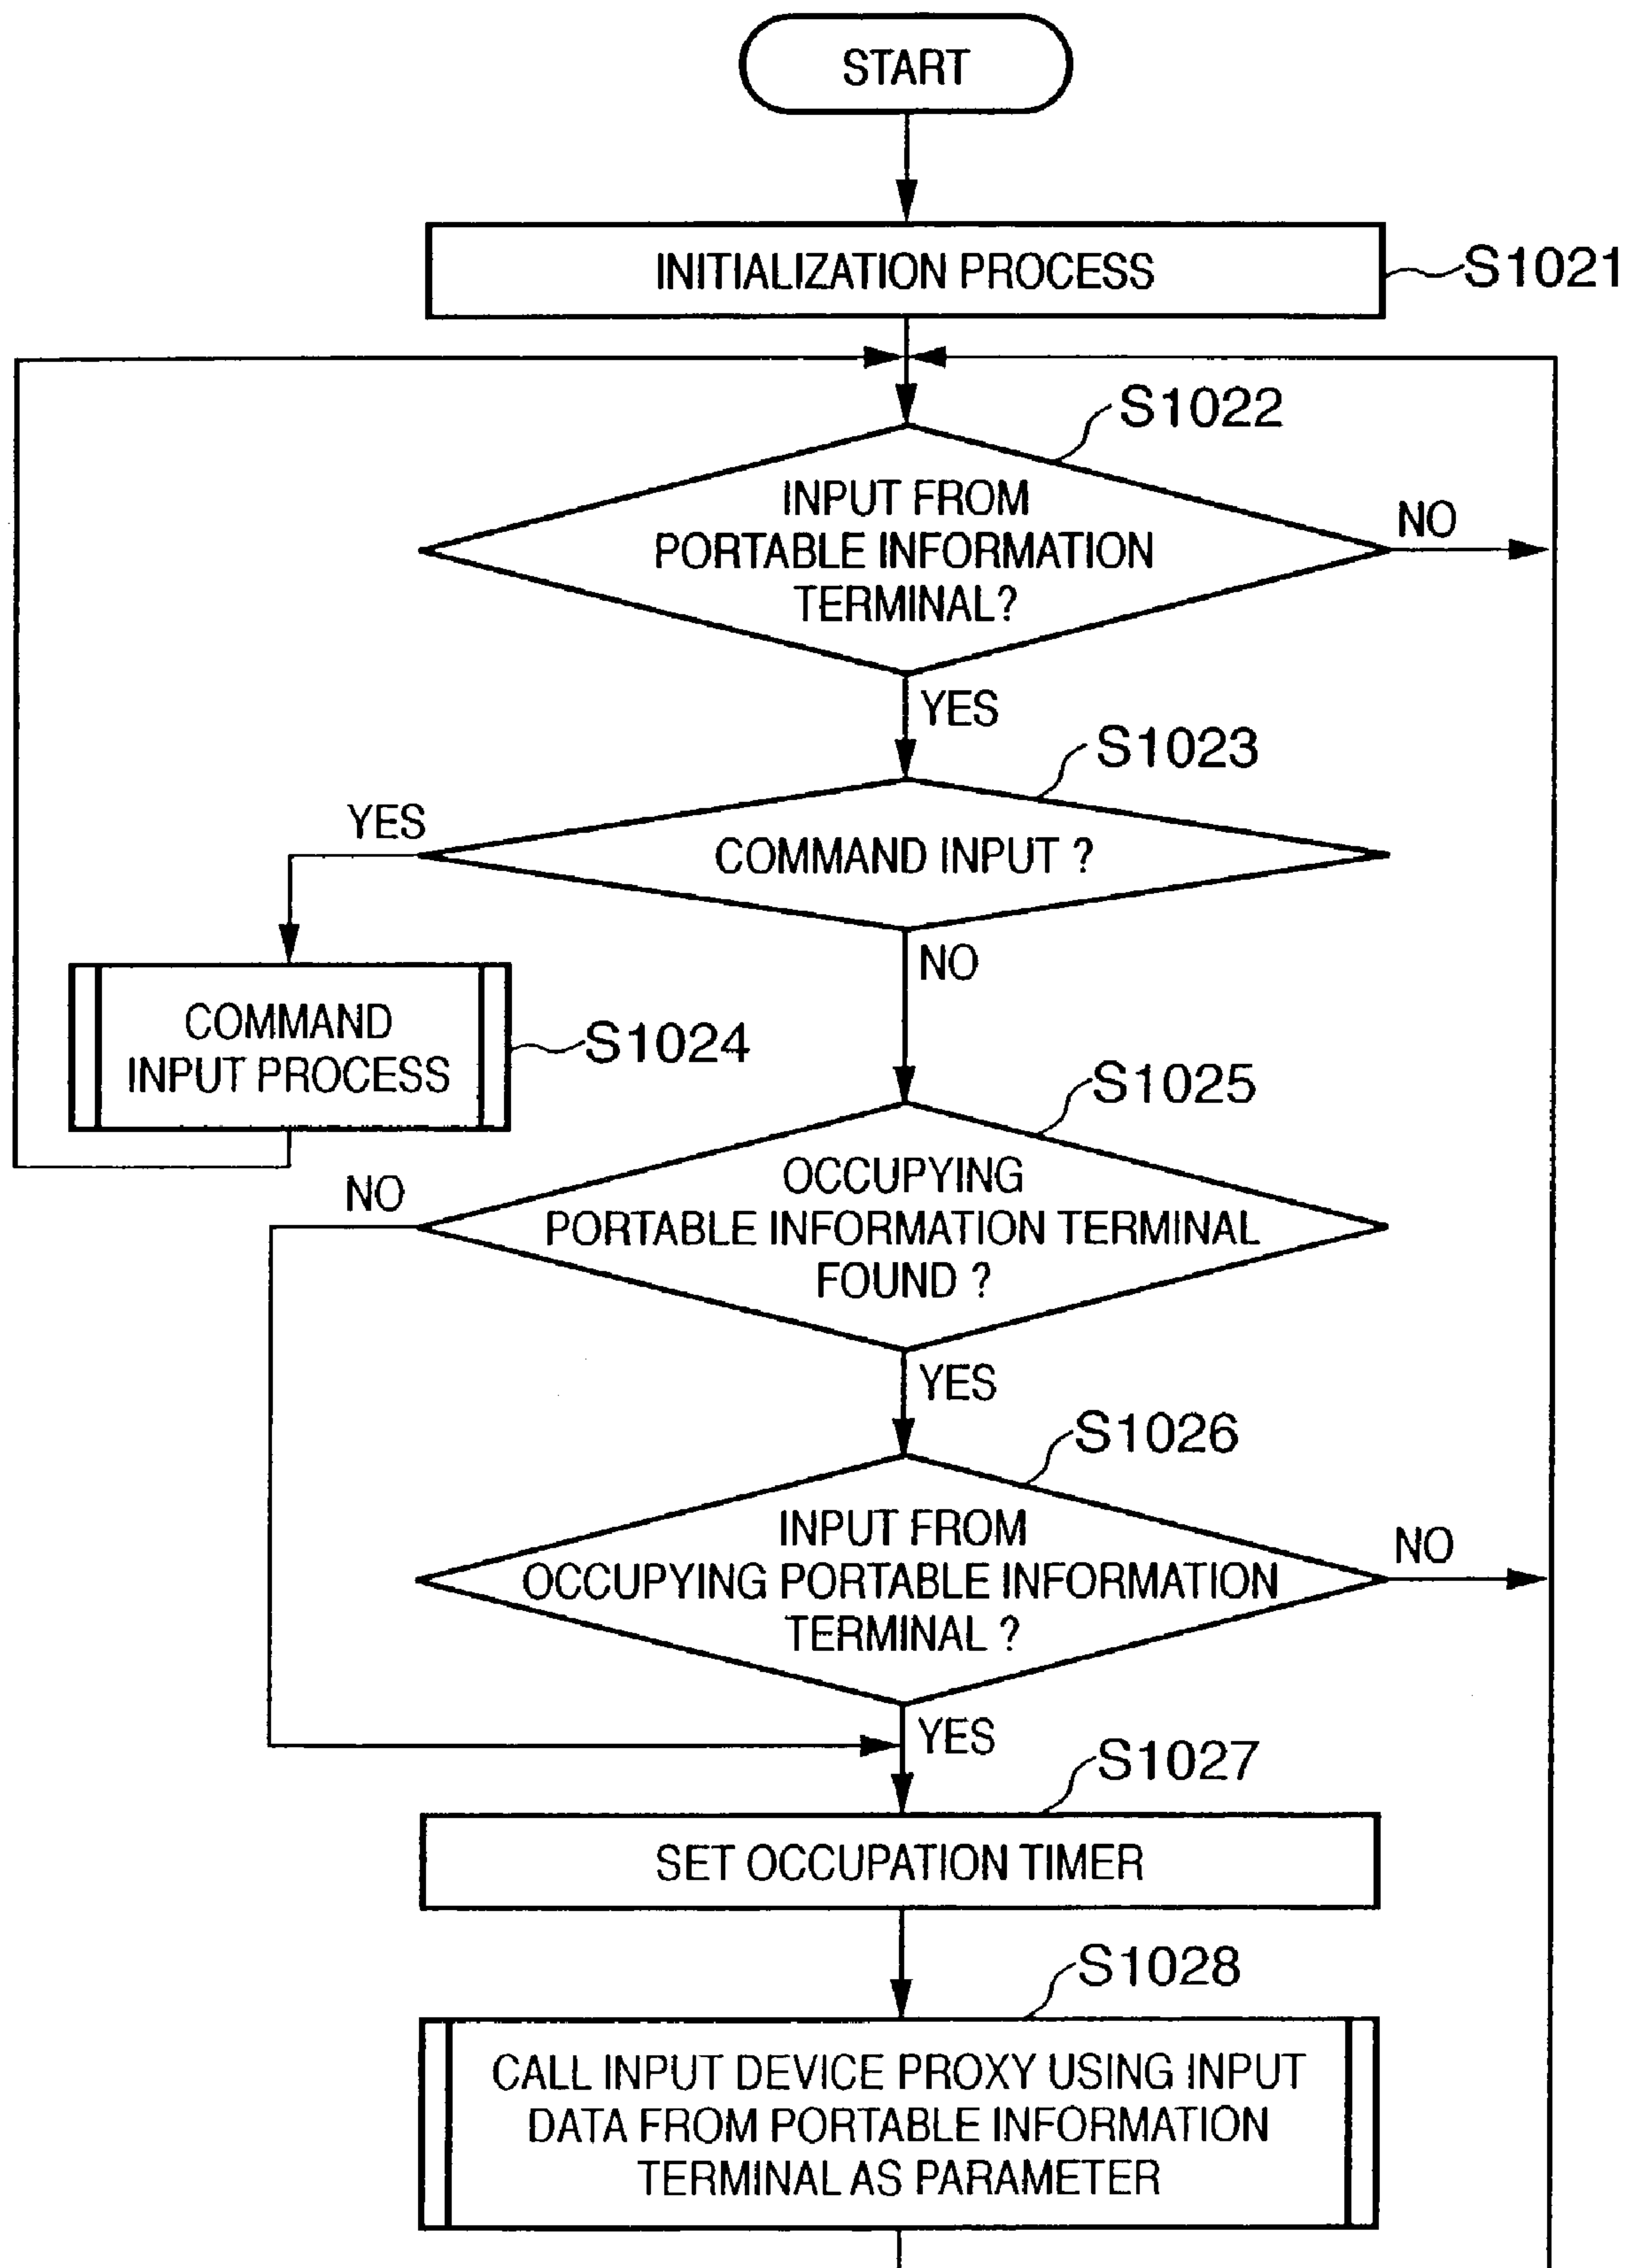 START
INITIALIZATION PROCESS
S1021
S1022
INPUT FROM
PORTABLE INFORMATION
TERMINAL?
NO
YES
S1023
YES
COMMAND INPUT ?
NO
COMMAND
INPUT PROCESS
S1024
S1025
OCCUPYING
PORTABLE INFORMATION TERMINAL
FOUND ?
NO
YES
S1026
INPUT FROM
OCCUPYING PORTABLE INFORMATION
TERMINAL ?
NO
YES
S1027
SET OCCUPATION TIMER
S1028
CALL INPUT DEVICE PROXY USING INPUT
DATA FROM PORTABLE INFORMATION
TERMINAL AS PARAMETER